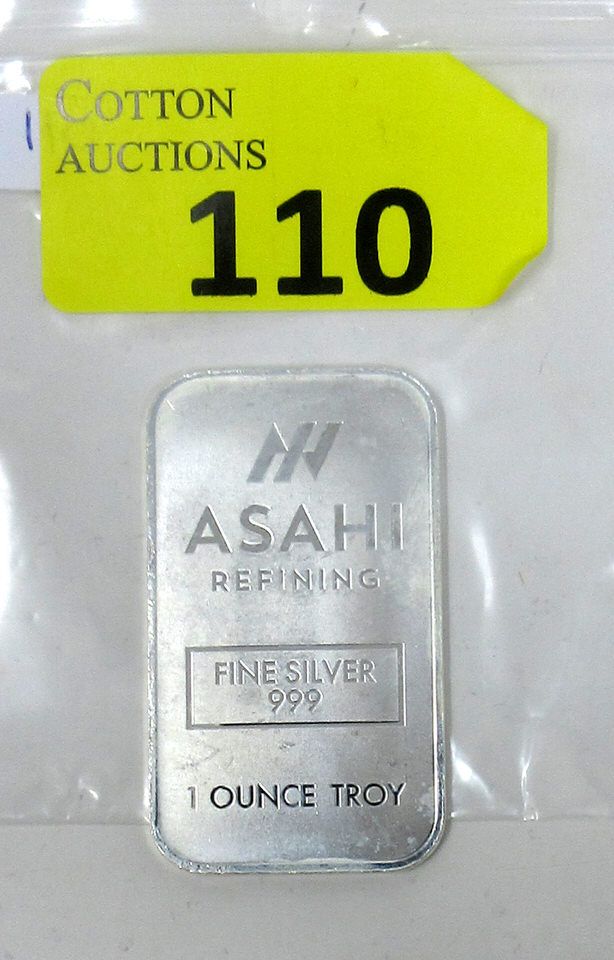 COTTON
AUCTIONS
110
ASAHI
REFINING
FINE SILVER
999
1 OUNCE TROY